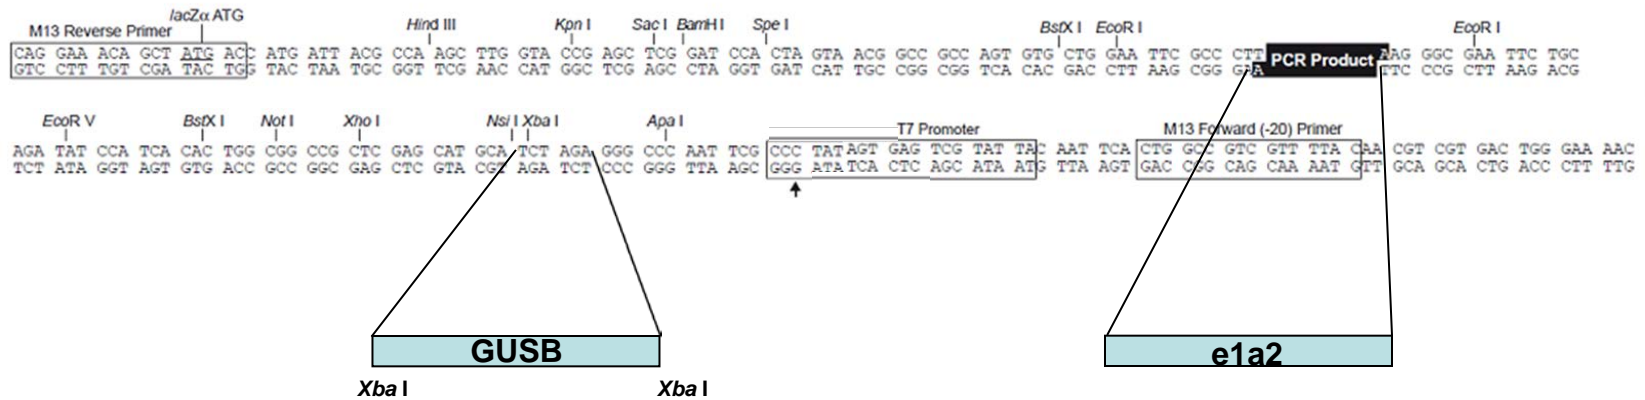 lacZα ATG
M13 Reverse Primer Hind III Kpn I Sac I BamH I Spe I BstX I EcoR I EcoR I
CAG GAA ACA GCT ATG ACC ATG ATT ACG CCA AGC TTG GTA CCG AGC TCG GAT CCA CTA GTA ACG GCC GCC AGT GTG CTG GAA TTC GCC CTT PCR Product AAG GGC GAA TTC TGC
GTC CTT TGT CGA TAC TGG TAC TAA TGC GGT TCG AAC CAT GGC TCG AGC CTA GGT GAT CAT TGC CGG CGG TCA CAC GAC CTT AAG CGG GAA TTC CCG CTT AAG ACG
EcoR V BstX I Not I Xho I Nsi I Xba I Apa I T7 Promoter M13 Forward (-20) Primer
AGA TAT CCA TCA CAC TGG CGG CCG CTC GAG CAT GCA TCT AGA GGG CCC AAT TCG CCC TAT AGT GAG TCG TAT TAC AAT TCA CTG GCC GTC GTT TTA CAA CGT CGT GAC TGG GAA AAC
TCT ATA GGT AGT GTG ACC GCC GGC GAG CTC GTA CGT AGA TCT CCC GGG TTA AGC GGG ATA TCA CTC AGC ATA ATG TTA AGT GAC CGG CAG CAA AAT GTT GCA GCA CTG ACC CTT TTG
GUSB e1a2
Xba I Xba I